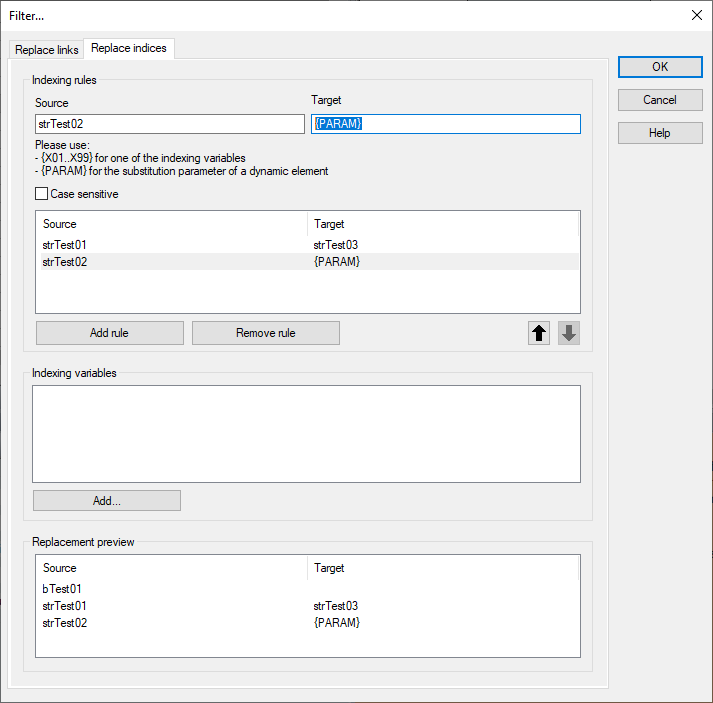 Filter...
Replace links
Replace indices
OK
Cancel
Help
Indexing rules
Source
Target
strTest02
{PARAM}
Please use:
- {X01..X99} for one of the indexing variables
- {PARAM} for the substitution parameter of a dynamic element
Case sensitive
Source Target
strTest01 strTest03
strTest02 {PARAM}
Add rule
Remove rule
Indexing variables
Add...
Replacement preview
Source Target
bTest01
strTest01 strTest03
strTest02 {PARAM}